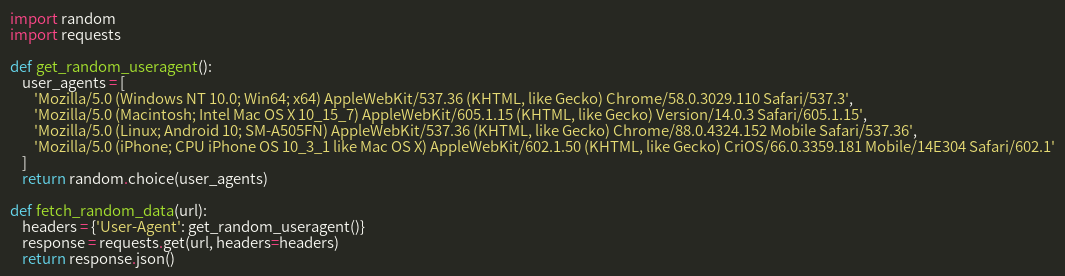 import random
import requests

def get_random_useragent():
    user_agents = [
        'Mozilla/5.0 (Windows NT 10.0; Win64; x64) AppleWebKit/537.36 (KHTML, like Gecko) Chrome/58.0.3029.110 Safari/537.3',
        'Mozilla/5.0 (Macintosh; Intel Mac OS X 10_15_7) AppleWebKit/605.1.15 (KHTML, like Gecko) Version/14.0.3 Safari/605.1.15',
        'Mozilla/5.0 (Linux; Android 10; SM-A505FN) AppleWebKit/537.36 (KHTML, like Gecko) Chrome/88.0.4324.152 Mobile Safari/537.36',
        'Mozilla/5.0 (iPhone; CPU iPhone OS 10_3_1 like Mac OS X) AppleWebKit/602.1.50 (KHTML, like Gecko) CriOS/66.0.3359.181 Mobile/14E304 Safari/602.1'
    ]
    return random.choice(user_agents)

def fetch_random_data(url):
    headers = {'User-Agent': get_random_useragent()}
    response = requests.get(url, headers=headers)
    return response.json()